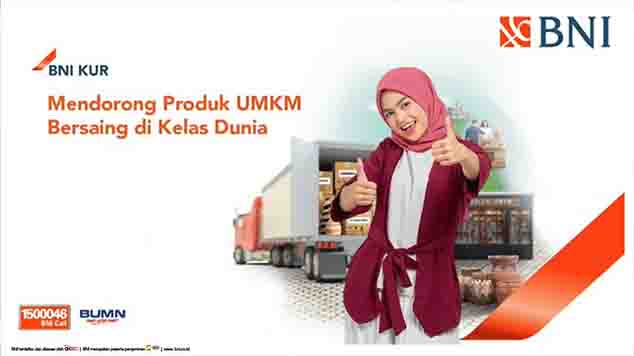 BNI
BNI KUR
Mendorong Produk UMKM
Bersaing di Kelas Dunia
1500046
BNI Call
BUMN